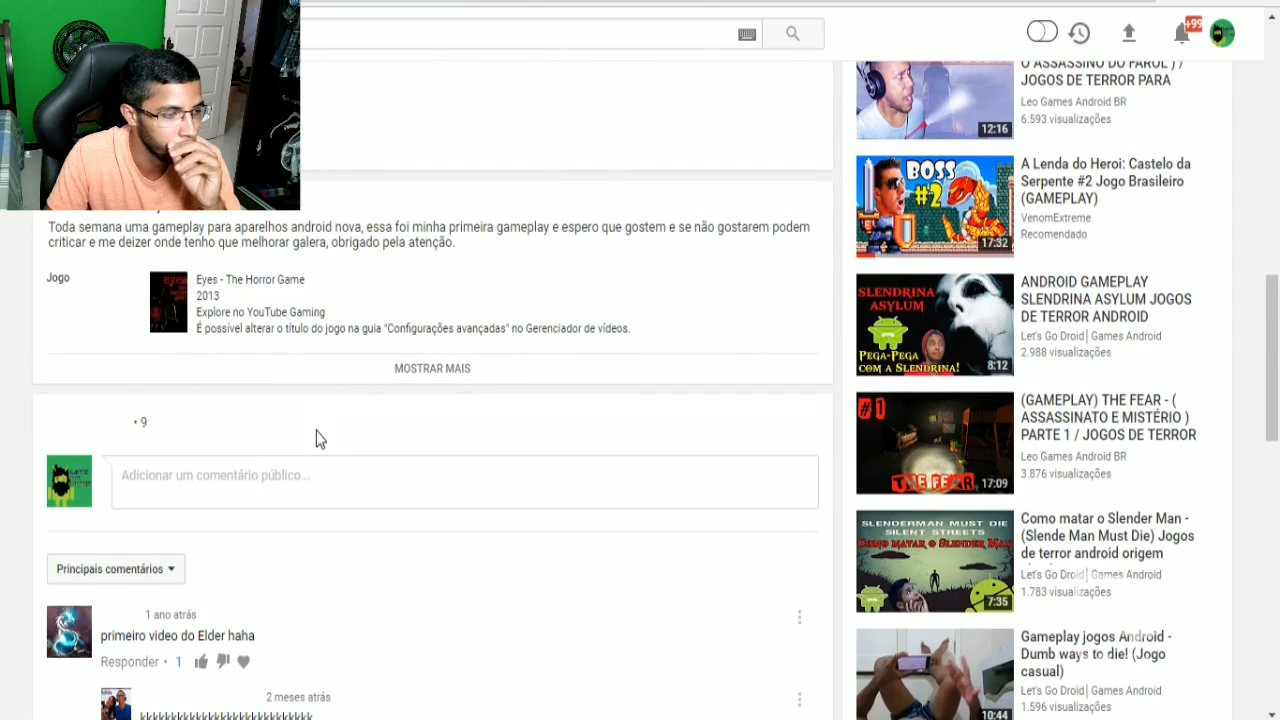 +99
Toda semana uma gameplay para aparelhos android nova, essa foi minha primeira gameplay e espero que gostem e se não gostarem podem
criticar e me deizer onde tenho que melhorar galera, obrigado pela atenção.
Jogo
Eyes - The Horror Game
2013
Explore no YouTube Gaming
É possível alterar o título do jogo na guia "Configurações avançadas" no Gerenciador de vídeos.
MOSTRAR MAIS
• 9
Adicionar um comentário público...
Principais comentários
1 ano atrás
primeiro video do Elder haha
Responder • 1
2 meses atrás
O ASSASSINO DO FAROL ) /
JOGOS DE TERROR PARA
Leo Games Android BR
6.593 visualizações
12:16
BOSS
#2
17:32
A Lenda do Heroi: Castelo da
Serpente #2 Jogo Brasileiro
(GAMEPLAY)
VenomExtreme
Recomendado
SLENDRINA
ASYLUM
PEGA-PEGA
COM A SLENDRINA!
8:12
ANDROID GAMEPLAY
SLENDRINA ASYLUM JOGOS
DE TERROR ANDROID
Let's Go Droid│Games Android
2.988 visualizações
#1
THE FEAR
17:09
(GAMEPLAY) THE FEAR - (
ASSASSINATO E MISTÉRIO )
PARTE 1 / JOGOS DE TERROR
Leo Games Android BR
3.876 visualizações
SLENDERMAN MUST DIE
SILENT STREETS
COMO MATAR O SLENDER MAN
7:35
Como matar o Slender Man -
(Slende Man Must Die) Jogos
de terror android origem
Let's Go Droid│Games Android
1.783 visualizações
10:44
Gameplay jogos Android -
Dumb ways to die! (Jogo
casual)
Let's Go Droid│Games Android
1.596 visualizações